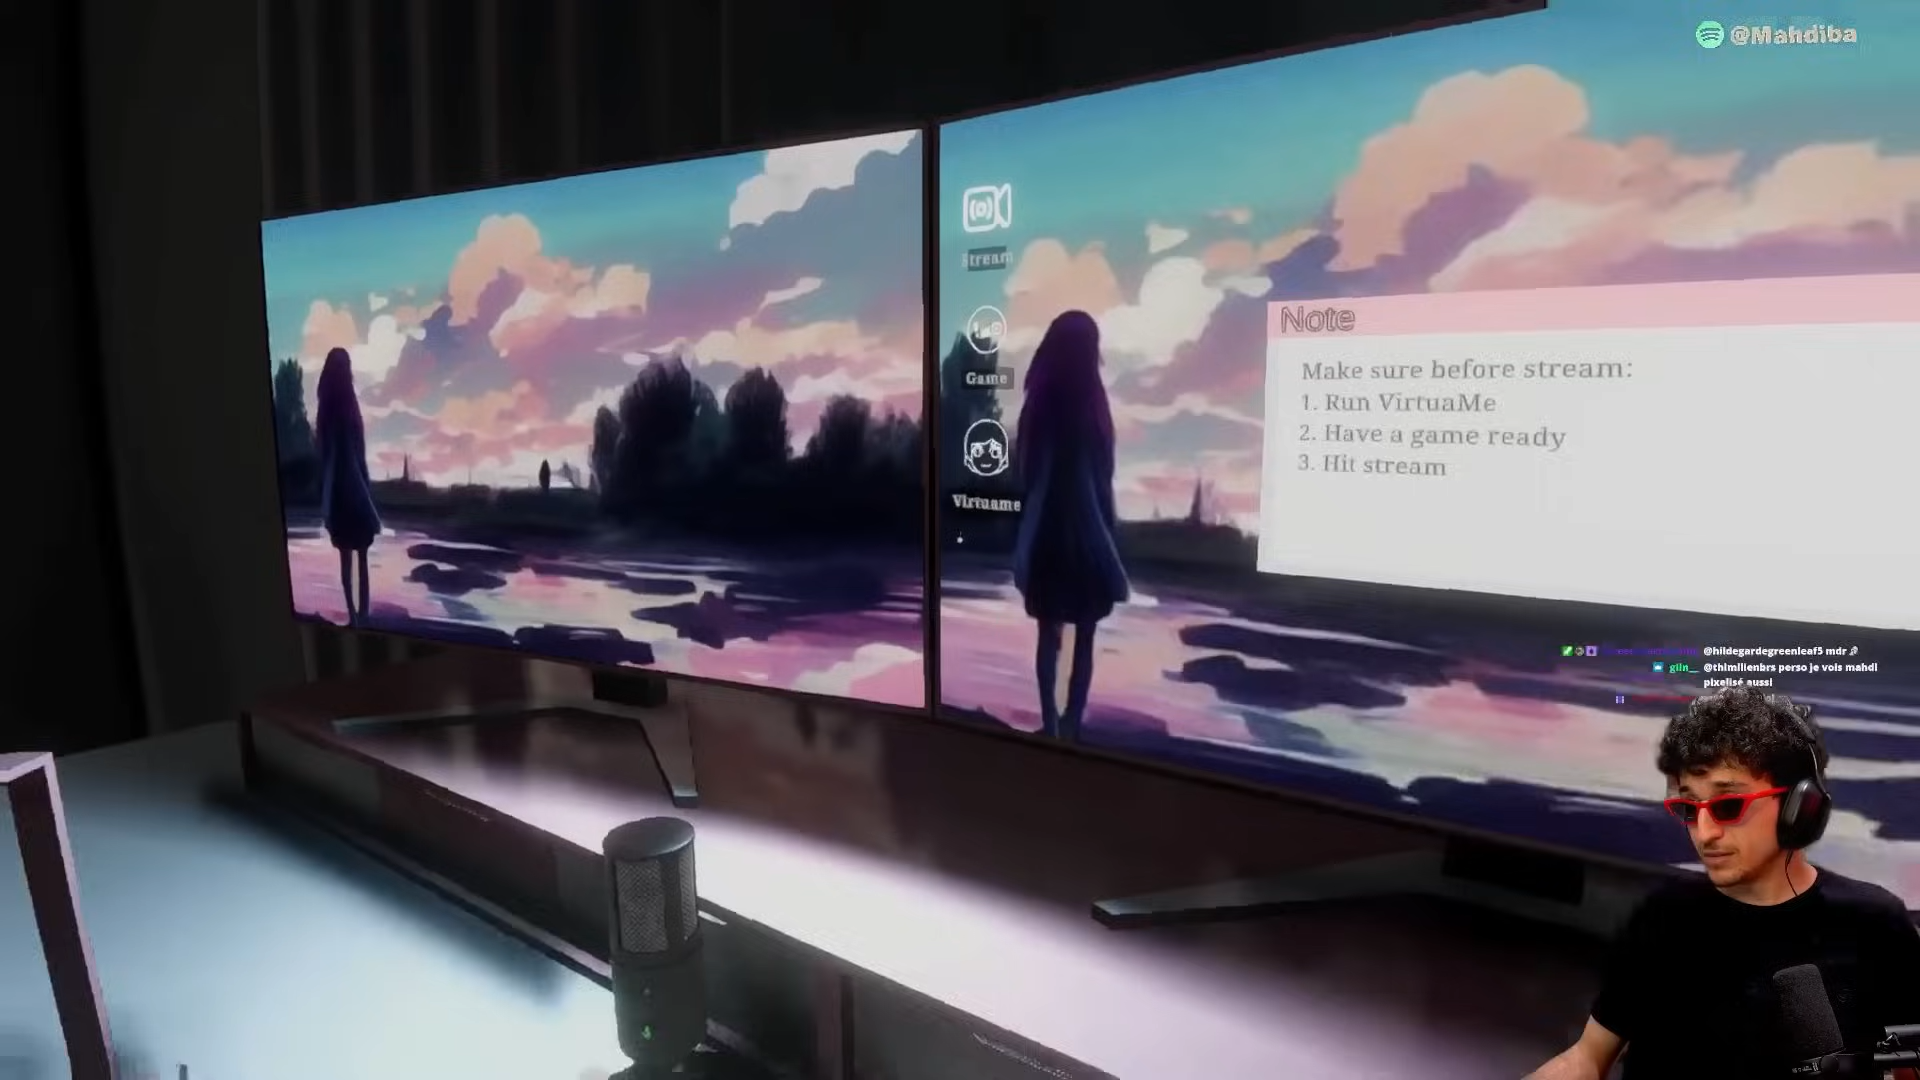 @Mahdiba
Stream
Note
Make sure before stream:
1. Run VirtuaMe
Game
2. Have a game ready
3. Hit stream
Virtuame
@hildegardegreenleaf5 mdr
giin__ @thimilienbrs perso je vois mahdi
pixelisé aussi